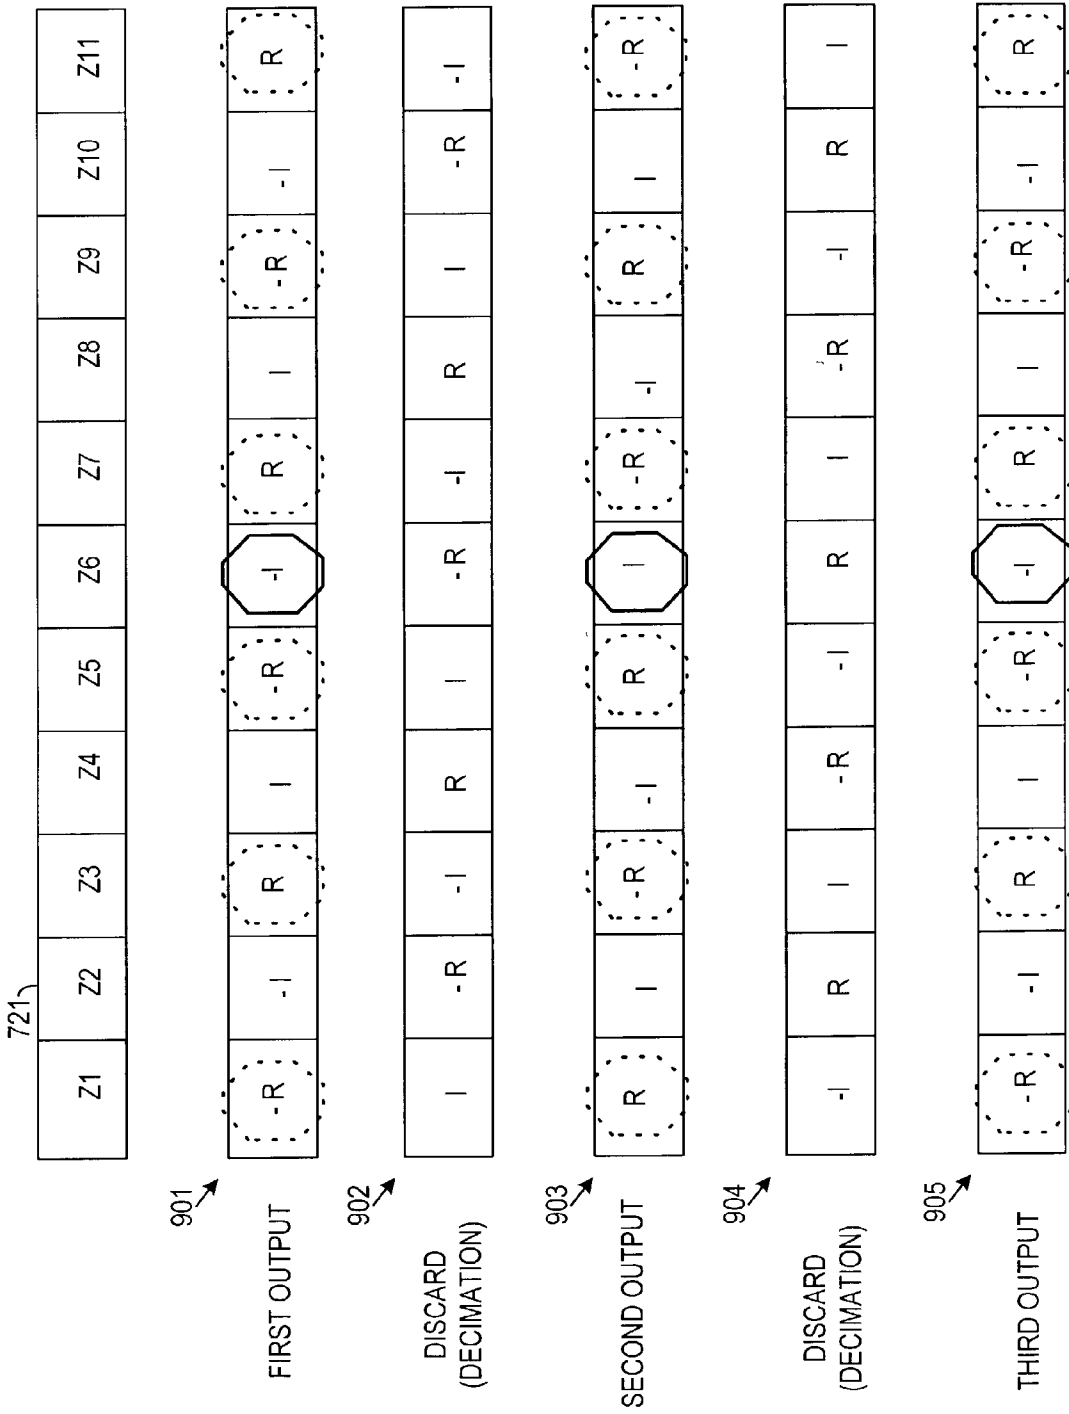 721
Z1 Z2 Z3 Z4 Z5 Z6 Z7 Z8 Z9 Z10 Z11
901
FIRST OUTPUT
-R -I R I -R -I R I -R -I R
902
DISCARD
(DECIMATION)
I -R -I R I -R -I R I -R -I
903
SECOND OUTPUT
R I -R -I R I -R -I R I -R
904
DISCARD
(DECIMATION)
-I R I -R -I R I -R -I R I
905
THIRD OUTPUT
-R -I R I -R -I R I -R -I R